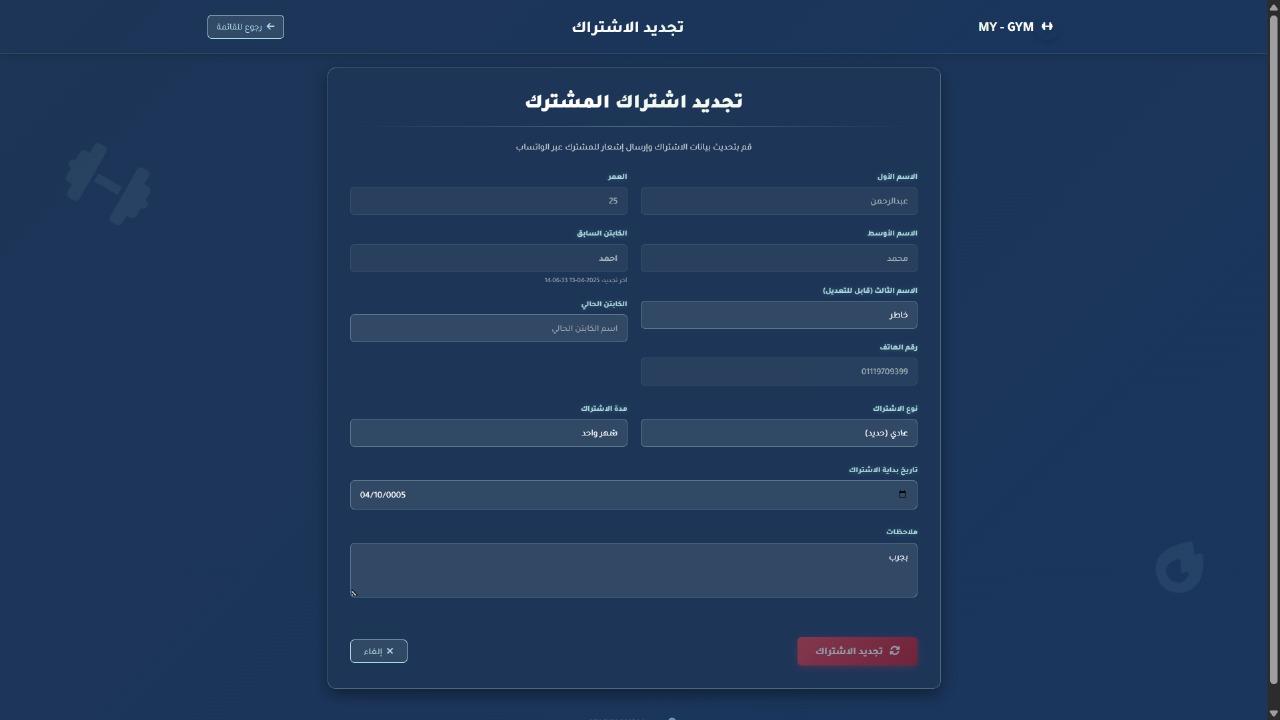 MY - GYM
تجديد الاشتراك
رجوع للقائمة
تجديد اشتراك المشترك
قم بتحديث بيانات الاشتراك وإرسال إشعار للمشترك عبر الواتساب
الاسم الأول
عبدالرحمن
العمر
25
الاسم الأوسط
محمد
الكابتن السابق
احمد
آخر تجديد: 2025-04-13 14:06:33
الاسم الثالث (قابل للتعديل)
خاطر
الكابتن الحالي
اسم الكابتن الحالي
رقم الهاتف
01119709399
نوع الاشتراك
عادي (حديد)
مدة الاشتراك
شهر واحد
تاريخ بداية الاشتراك
04/10/0005
ملاحظات
يجرب
تجديد الاشتراك
إلغاء